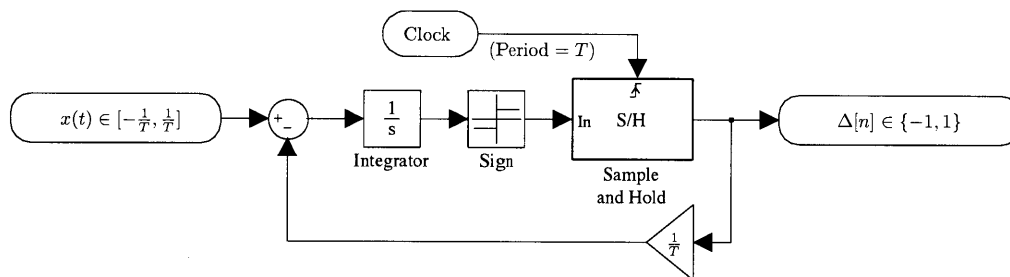 Clock
(Period = T)
x(t) ∈ [-1/T, 1/T]
+
-
1/s
In
S/H
Δ[n] ∈ {-1, 1}
Integrator
Sign
Sample
and Hold
1/T